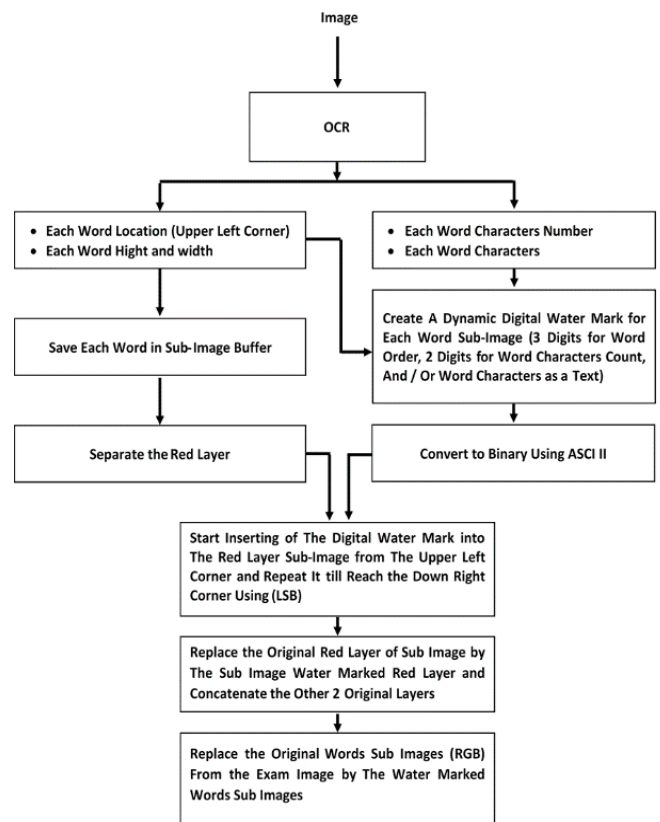 Image
OCR
• Each Word Location (Upper Left Corner)
• Each Word Hight and width
• Each Word Characters Number
• Each Word Characters
Save Each Word in Sub-Image Buffer
Create A Dynamic Digital Water Mark for
Each Word Sub-Image (3 Digits for Word
Order, 2 Digits for Word Characters Count,
And / Or Word Characters as a Text)
Separate the Red Layer
Convert to Binary Using ASCI II
Start Inserting of The Digital Water Mark into
The Red Layer Sub-Image from The Upper Left
Corner and Repeat It till Reach the Down Right
Corner Using (LSB)
Replace the Original Red Layer of Sub Image by
The Sub Image Water Marked Red Layer and
Concatenate the Other 2 Original Layers
Replace the Original Words Sub Images (RGB)
From the Exam Image by The Water Marked
Words Sub Images